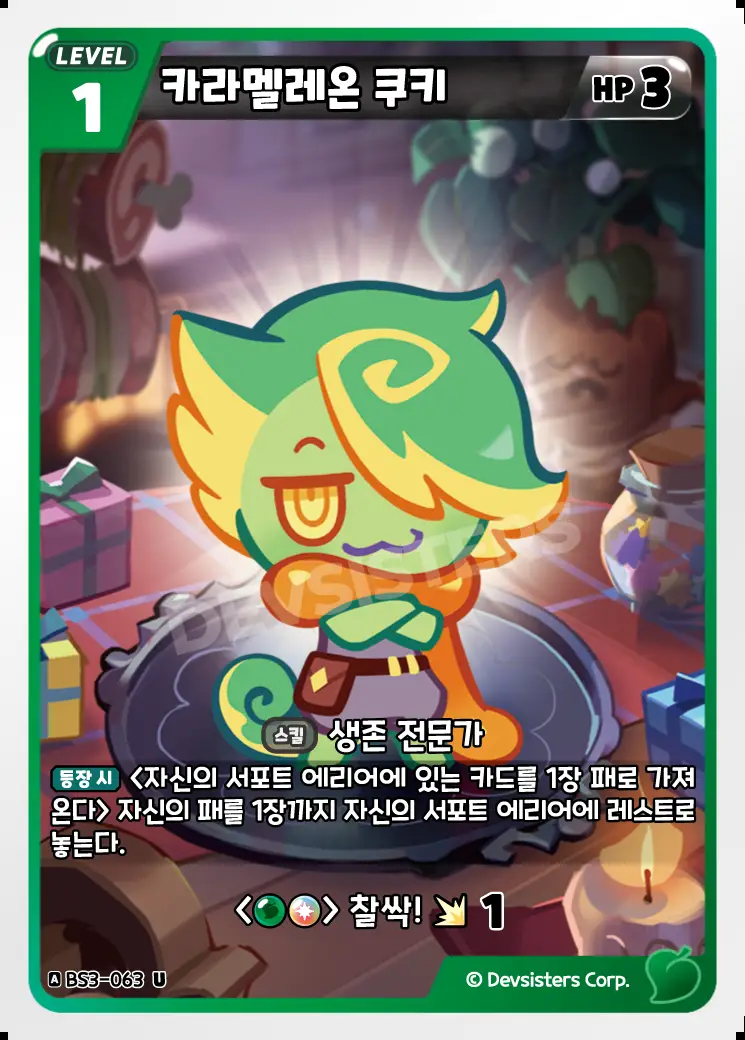 LEVEL
1
카라멜레온 쿠키
HP 3
DEVSISTERS
스킬 생존 전문가
등장 시 <자신의 서포트 에리어에 있는 카드를 1장 패로 가져
온다> 자신의 패를 1장까지 자신의 서포트 에리어에 레스트로
놓는다.
< > 찰싹! 1
A BS3-063 U
© Devsisters Corp.